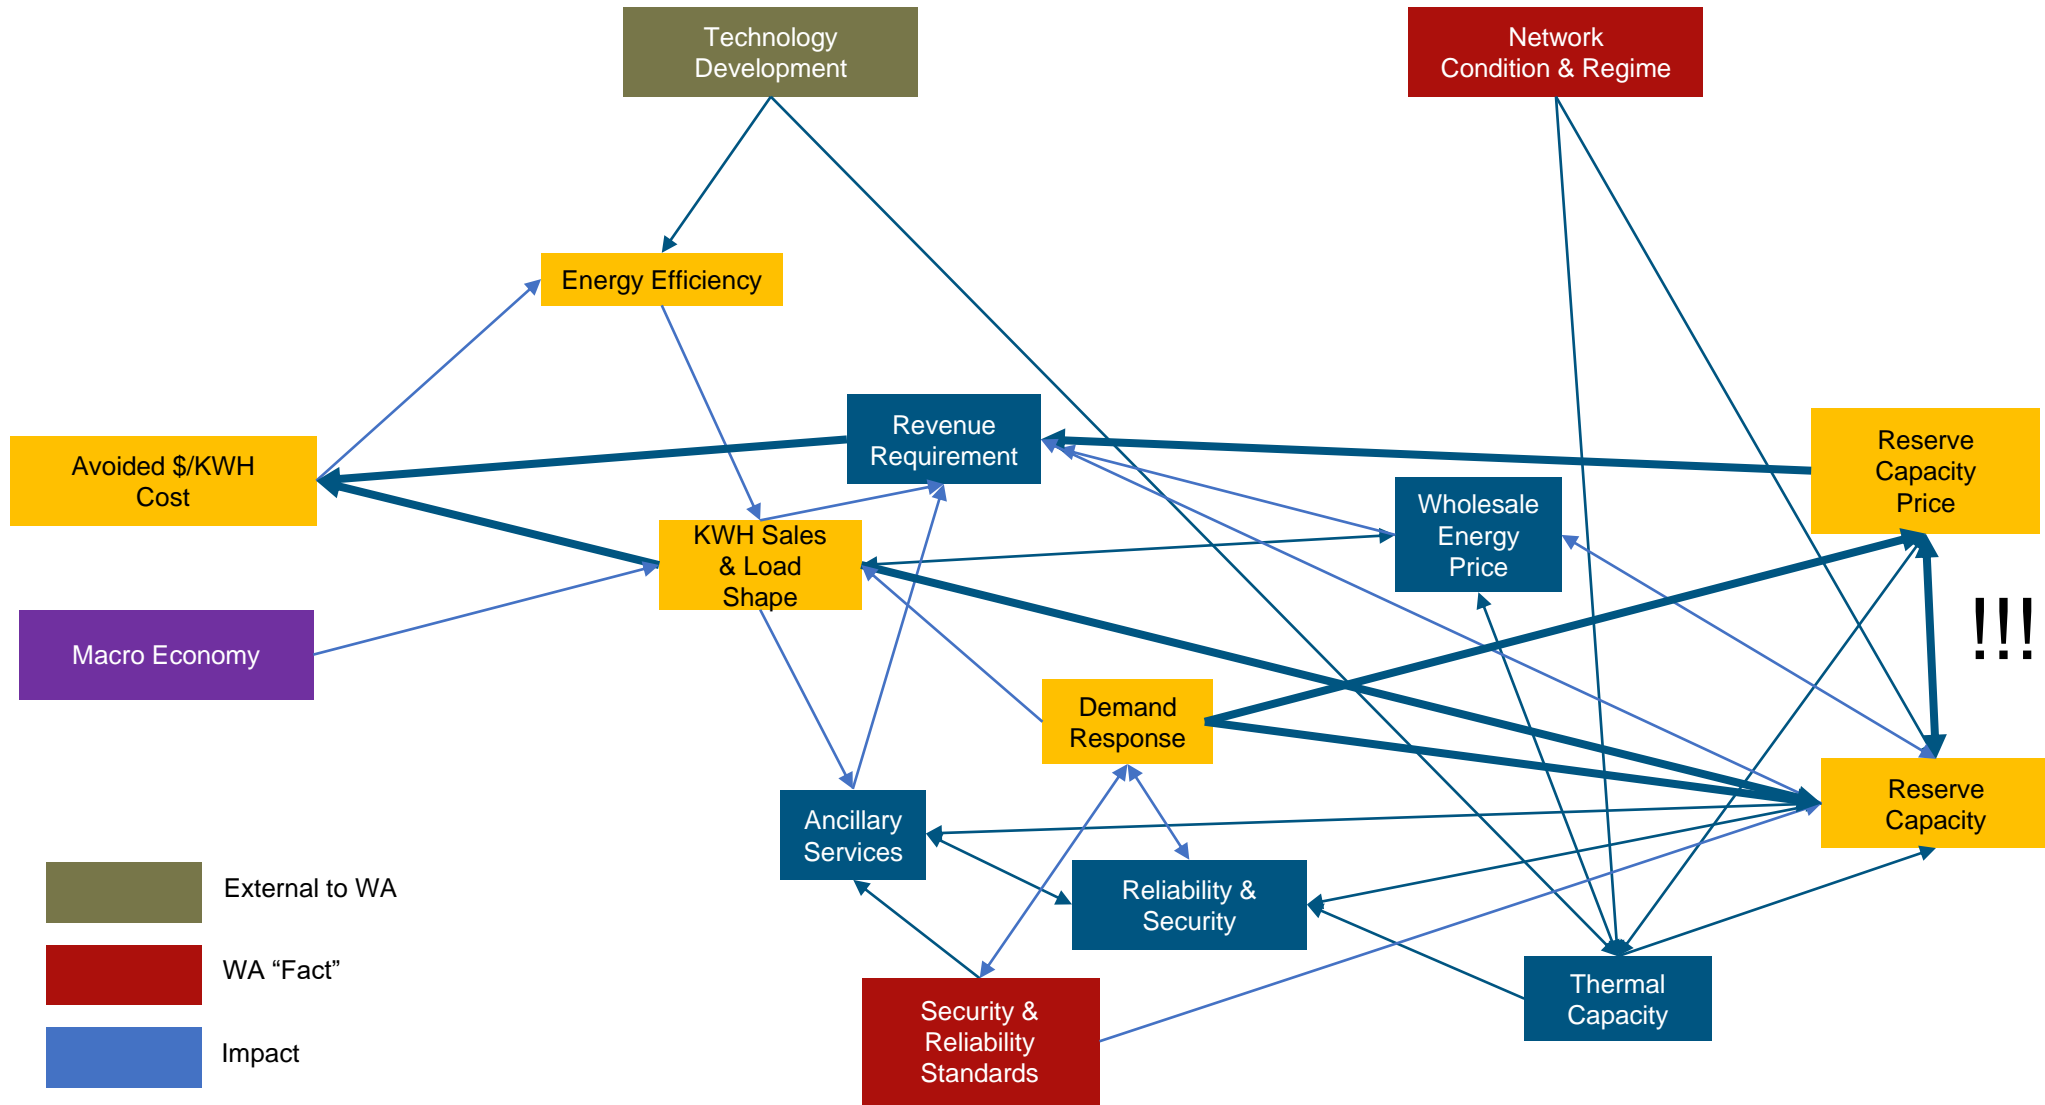 Technology
Development
Network
Condition & Regime
Energy Efficiency
Revenue
Requirement
Reserve
Capacity
Price
Avoided $/KWH
Cost
Wholesale
Energy
Price
KWH Sales
& Load
Shape
!!!
Macro Economy
Demand
Response
Reserve
Capacity
Ancillary
Services
Reliability &
Security
Thermal
Capacity
Security &
Reliability
Standards
External to WA
WA “Fact”
Impact